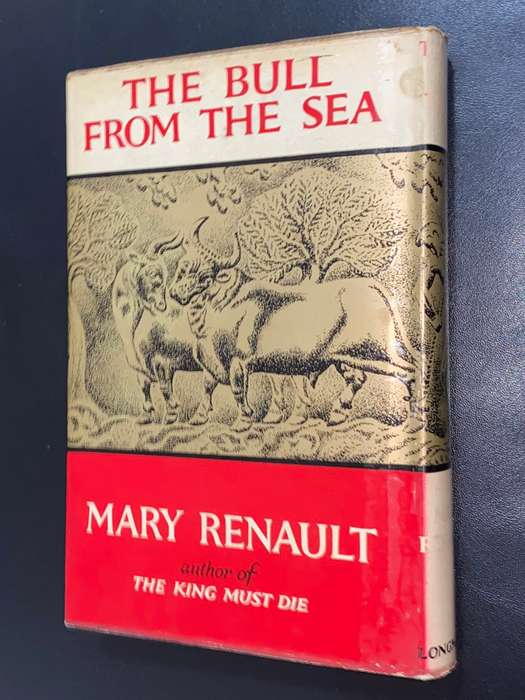 THE BULL
FROM THE SEA
MARY RENAULT
author of
THE KING MUST DIE